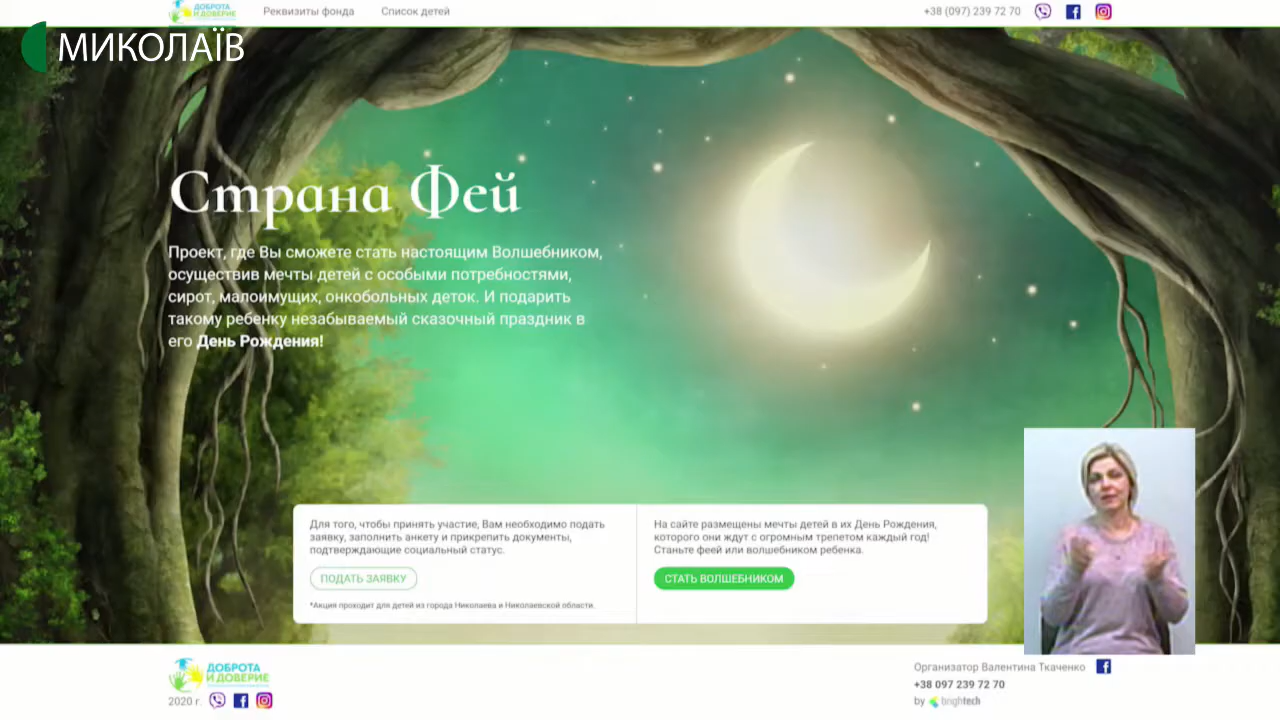 ДОБРОТА
И ДОВЕРИЕ
Реквизиты фонда
Список детей
+38 (097) 239 72 70
МИКОЛАЇВ
Страна Фей
Проект, где Вы сможете стать настоящим Волшебником,
осуществив мечты детей с особыми потребностями,
сирот, малоимущих, онкобольных деток. И подарить
такому ребенку незабываемый сказочный праздник в
его День Рождения!
Для того, чтобы принять участие, Вам необходимо подать
заявку, заполнить анкету и прикрепить документы,
подтверждающие социальный статус.
ПОДАТЬ ЗАЯВКУ
*Акция проходит для детей из города Николаева и Николаевской области.
На сайте размещены мечты детей в их День Рождения,
которого они ждут с огромным трепетом каждый год!
Станьте феей или волшебником ребенка.
СТАТЬ ВОЛШЕБНИКОМ
ДОБРОТА
И ДОВЕРИЕ
2020 г.
Организатор Валентина Ткаченко
+38 097 239 72 70
by brightech